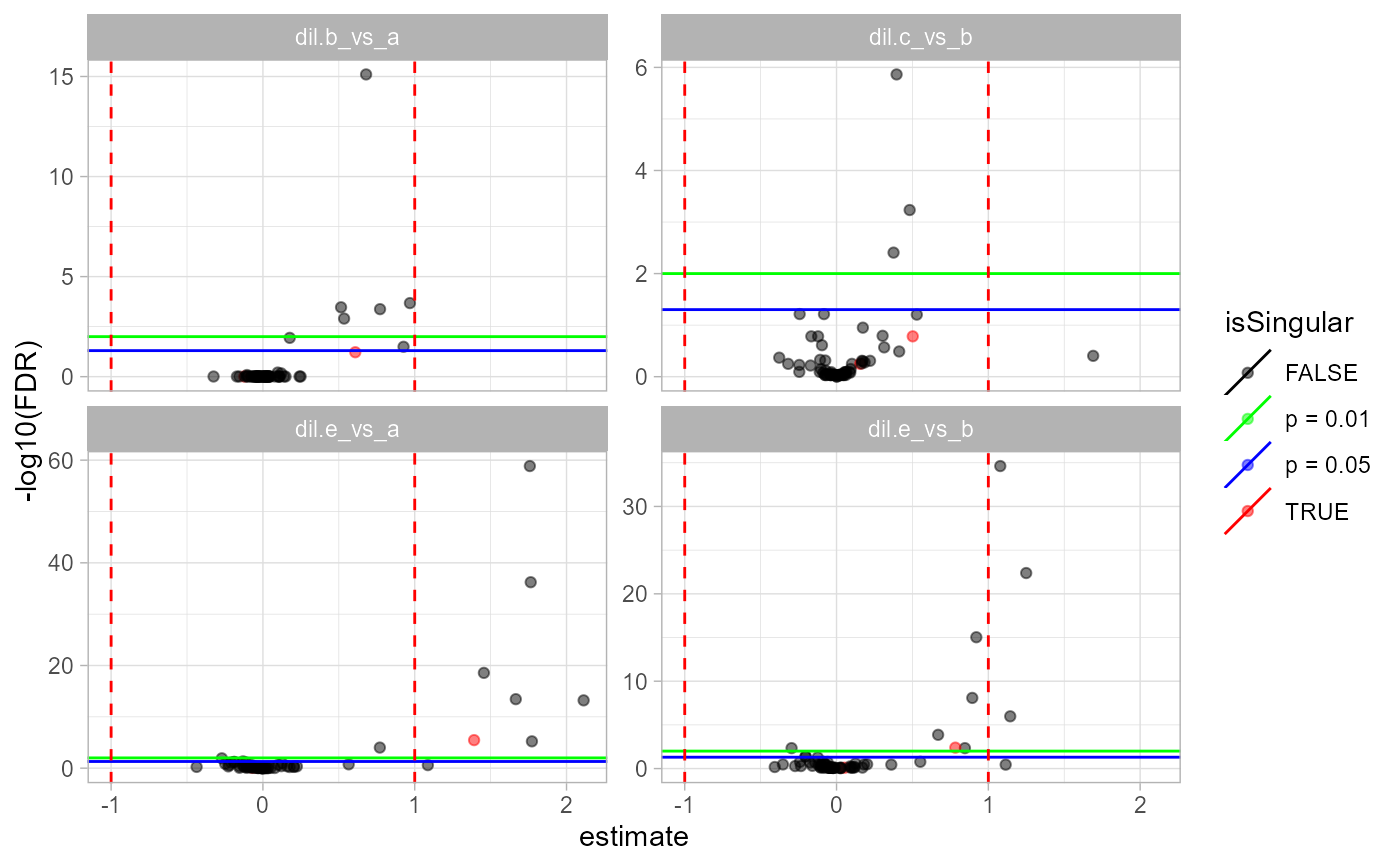 dil.b_vs_a
dil.c_vs_b
15
10
5
0
6
4
2
0
dil.e_vs_a
dil.e_vs_b
60
40
20
0
30
20
10
0
-1
0
1
2
-1
0
1
2
estimate
-log10(FDR)
isSingular
FALSE
p = 0.01
p = 0.05
TRUE